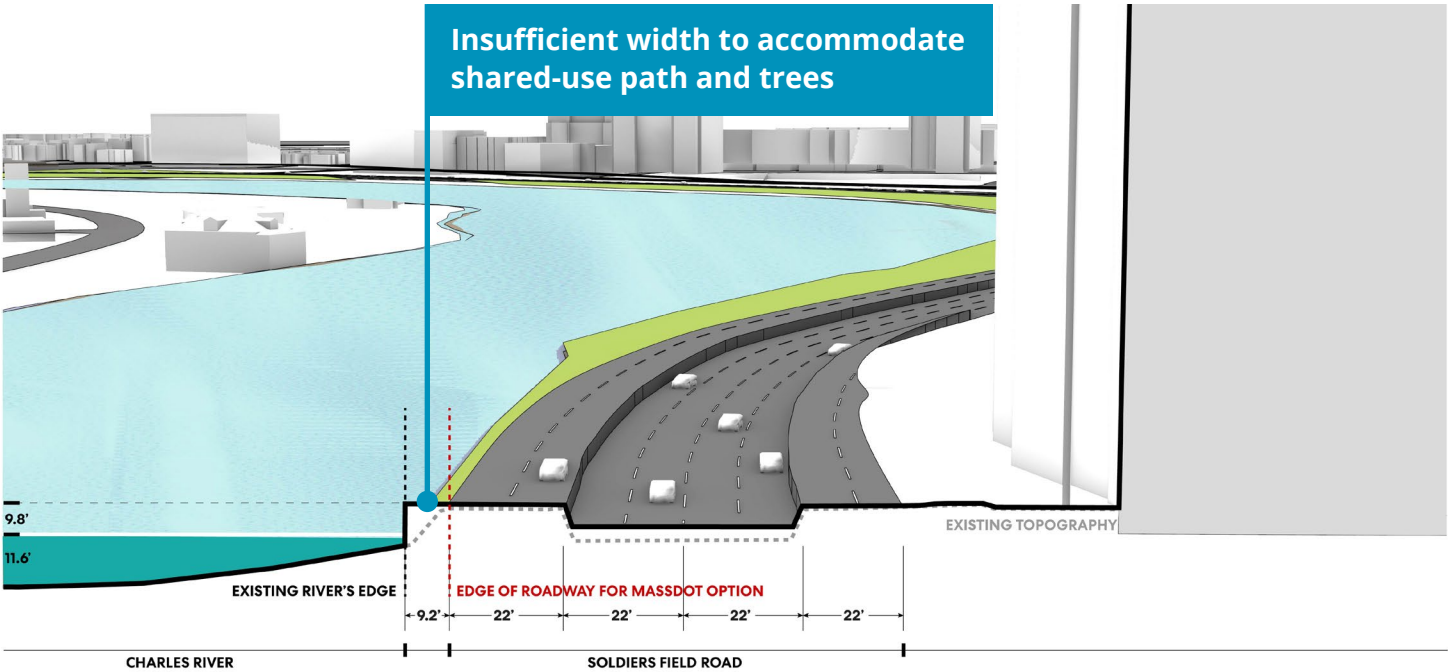 Insufficient width to accommodate
shared-use path and trees
9.8'
11.6'
EXISTING TOPOGRAPHY
EXISTING RIVER'S EDGE
EDGE OF ROADWAY FOR MASSDOT OPTION
9.2'
22'
22'
22'
22'
CHARLES RIVER
SOLDIERS FIELD ROAD